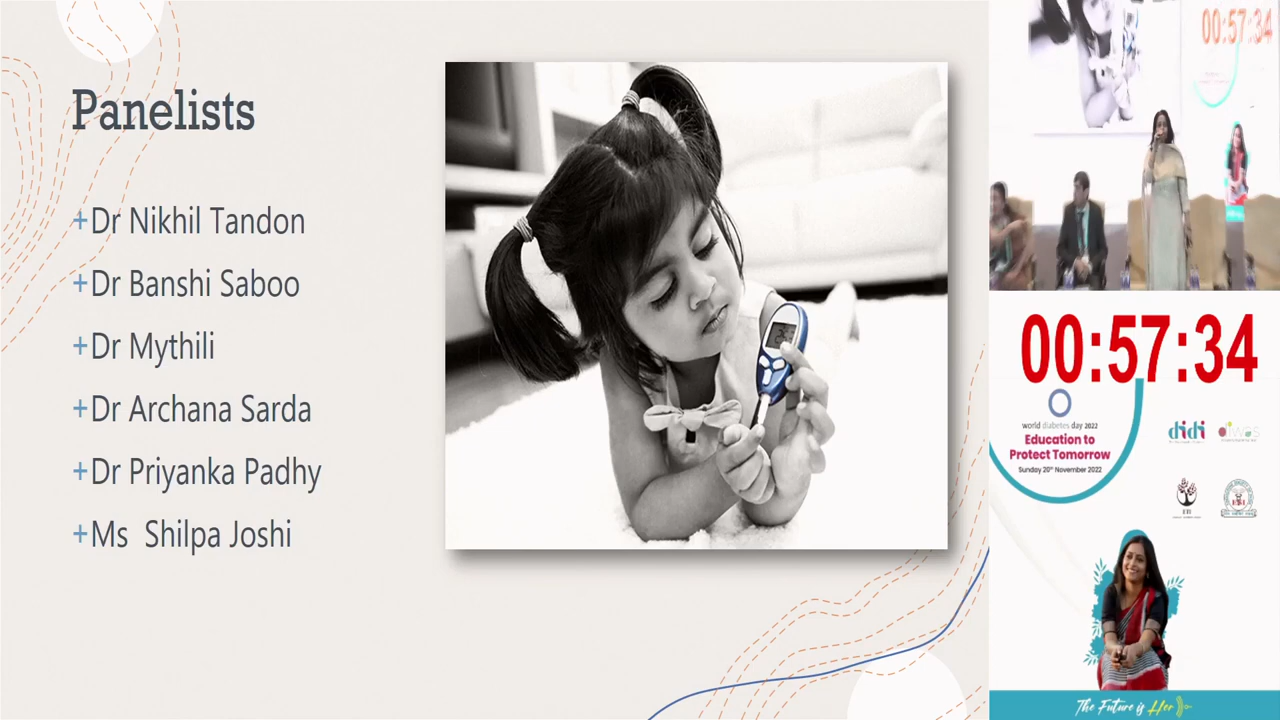 Panelists
+Dr Nikhil Tandon
+Dr Banshi Saboo
+Dr Mythili
+Dr Archana Sarda
+Dr Priyanka Padhy
+Ms Shilpa Joshi
00:57:34
00:57:34
world diabetes day 2022
Education to
Protect Tomorrow
Sunday 20th November 2022
didi
The Future is Her